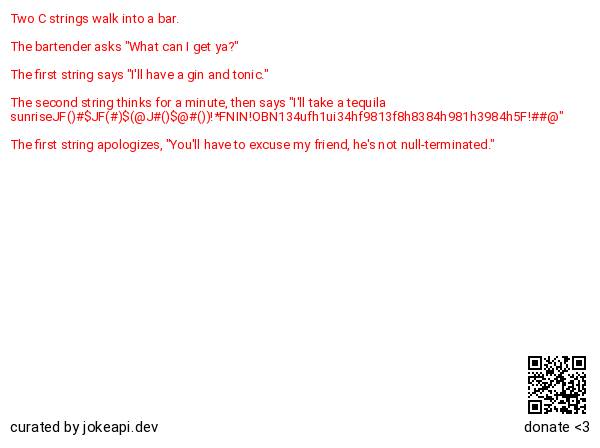 Two C strings walk into a bar.
The bartender asks "What can I get ya?"
The first string says "I'll have a gin and tonic."
The second string thinks for a minute, then says "I'll take a tequila
sunriseJF()#$JF(#)$(@J#()$@#())!*FNIN!OBN134ufh1ui34hf9813f8h8384h981h3984h5F!##@"
The first string apologizes, "You'll have to excuse my friend, he's not null-terminated."
curated by jokeapi.dev
donate <3